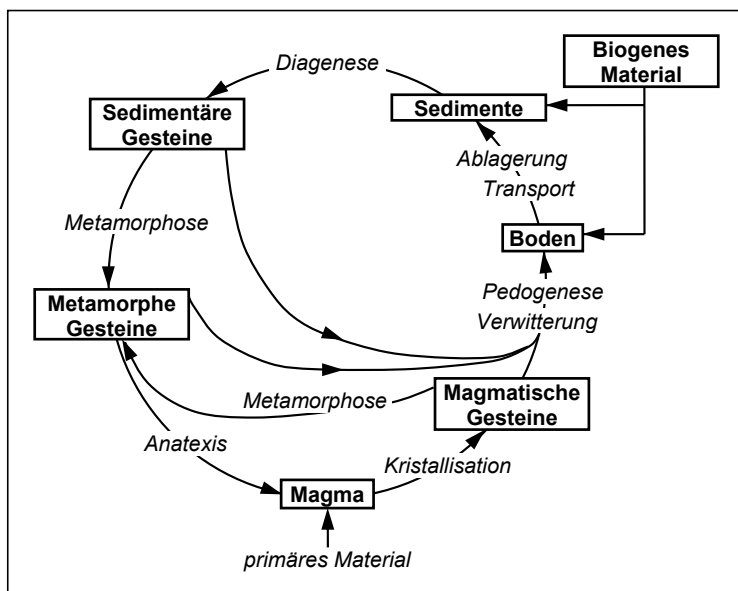 Biogenes
Material
Diagenese
Sedimentäre
Gesteine
Sedimente
Ablagerung
Transport
Metamorphose
Boden
Pedogenese
Verwitterung
Metamorphe
Gesteine
Metamorphose
Magmatische
Gesteine
Anatexis
Kristallisation
Magma
primäres Material